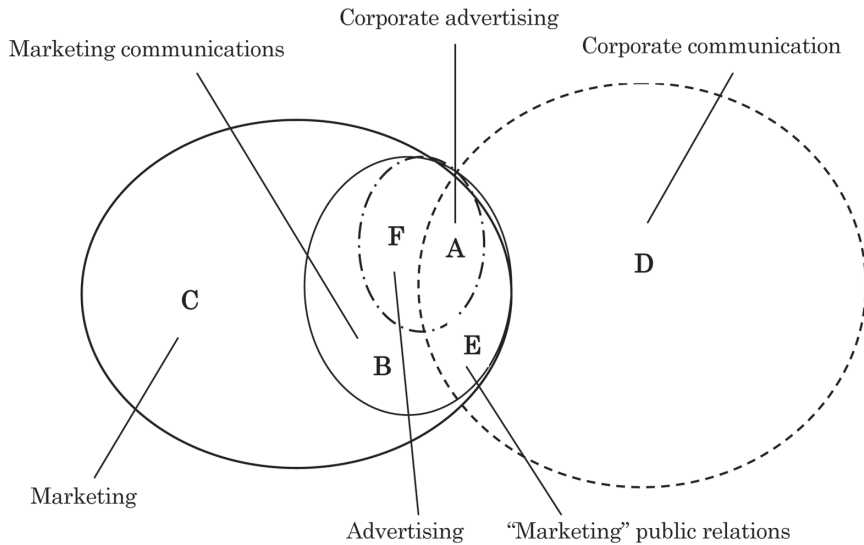 Corporate advertising
Marketing communications
Corporate communication
F
A
D
C
E
B
Marketing
Advertising
“Marketing” public relations